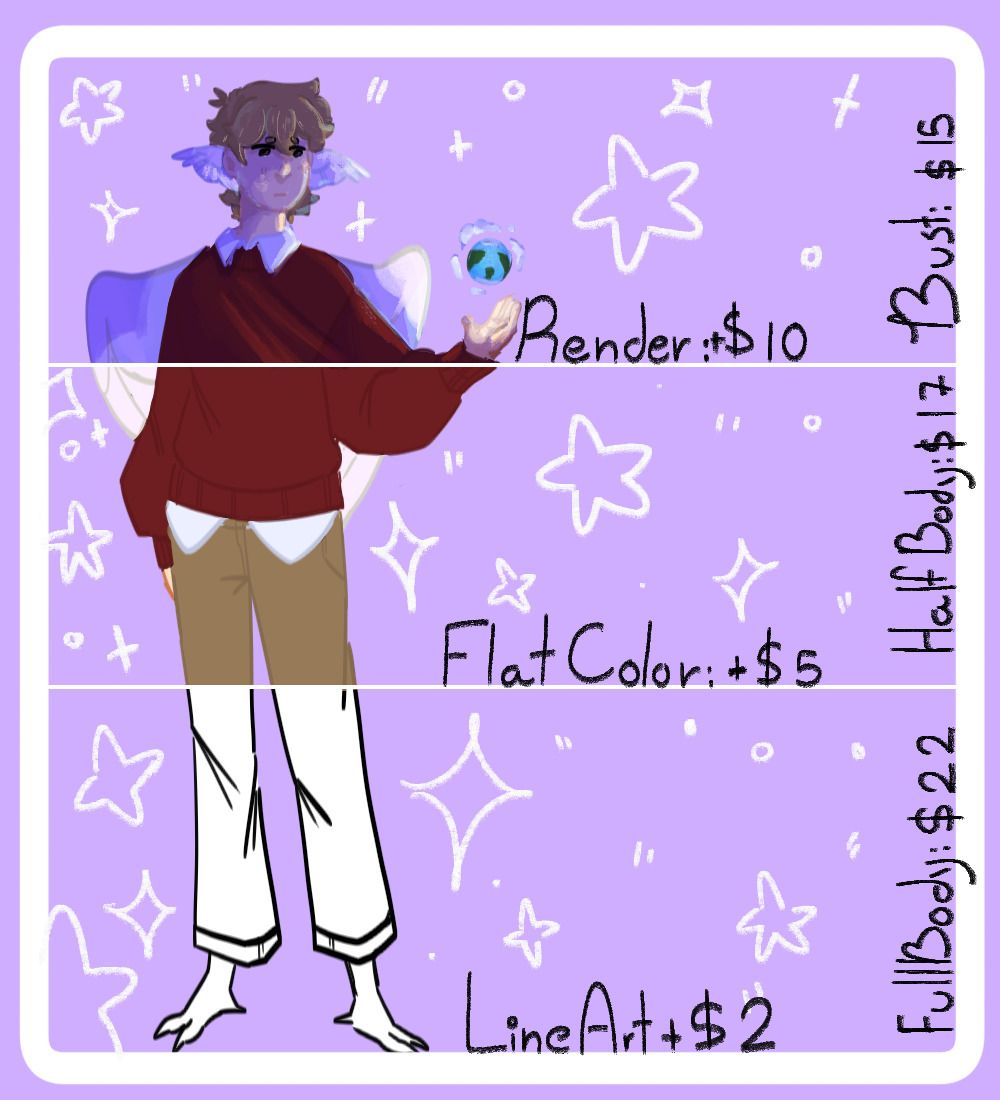 Render:+$10
Bust: $15
Flat Color: +$5
Half Body:$17
LineArt+$2
FullBody:$22